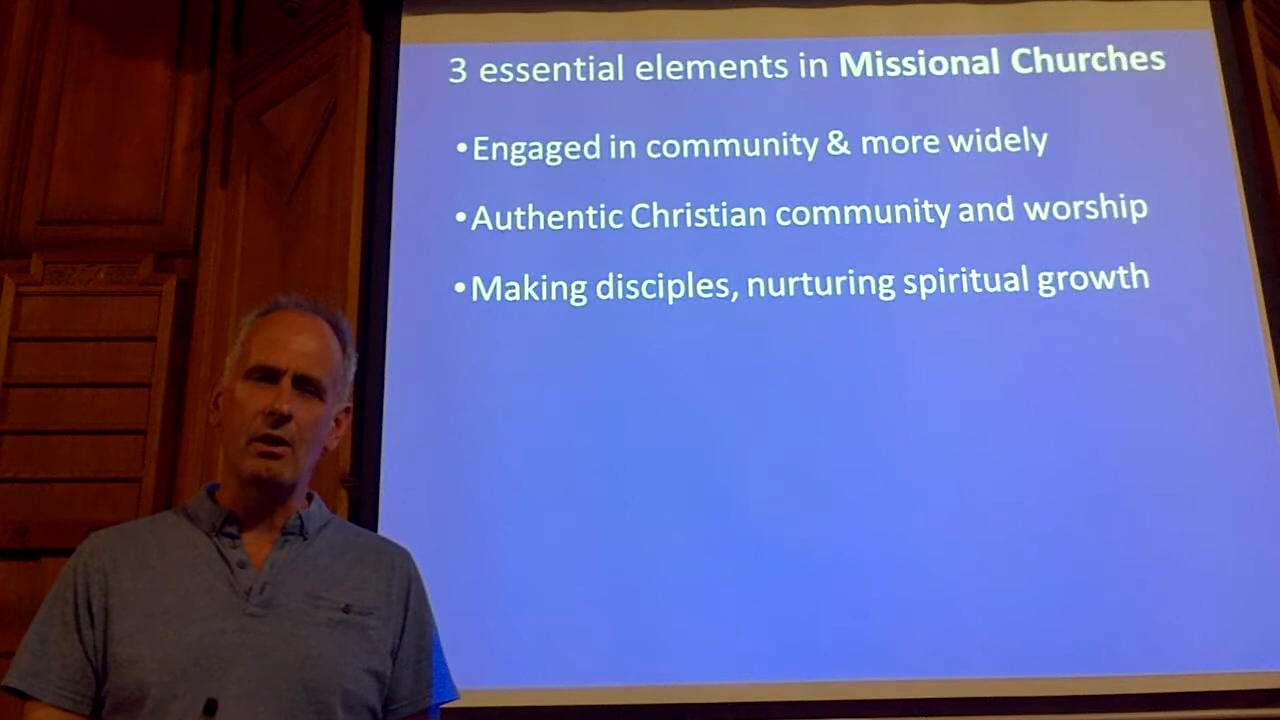 3 essential elements in Missional Churches
•Engaged in community & more widely
•Authentic Christian community and worship
•Making disciples, nurturing spiritual growth